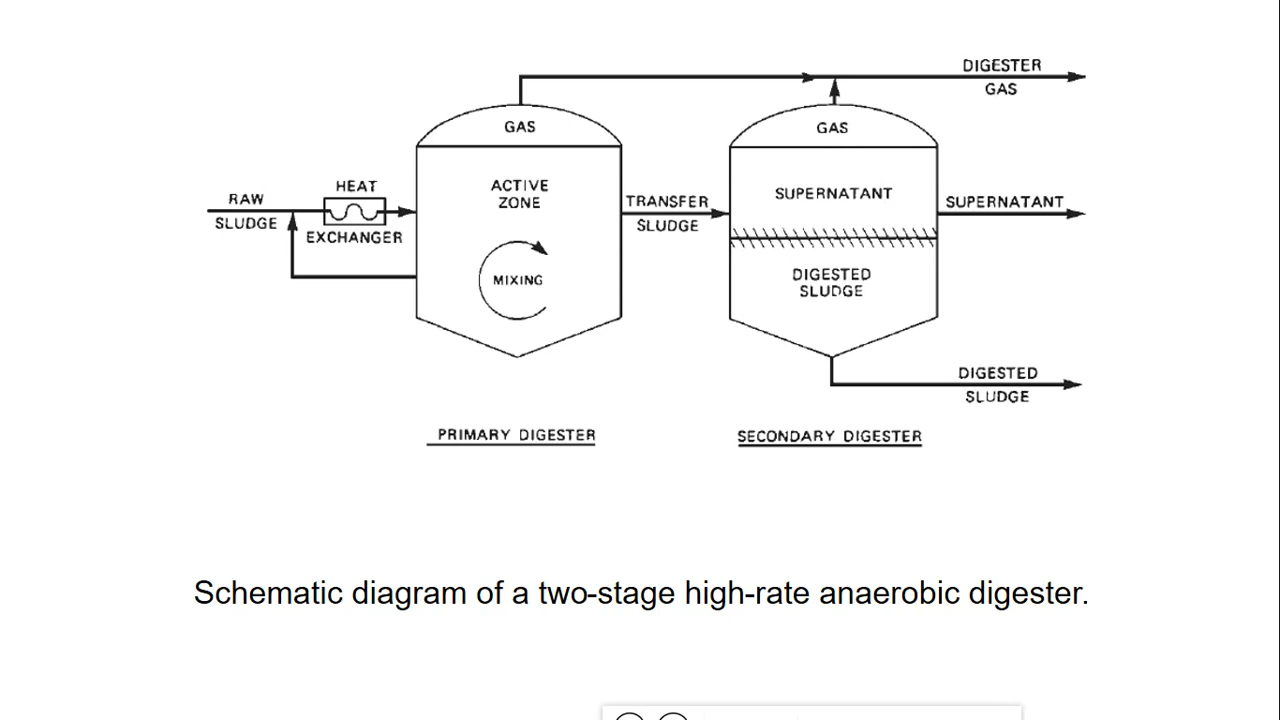 DIGESTER
GAS
GAS
GAS
RAW
SLUDGE
HEAT
EXCHANGER
ACTIVE
ZONE
MIXING
TRANSFER
SLUDGE
SUPERNATANT
DIGESTED
SLUDGE
SUPERNATANT
DIGESTED
SLUDGE
PRIMARY DIGESTER
SECONDARY DIGESTER
Schematic diagram of a two-stage high-rate anaerobic digester.